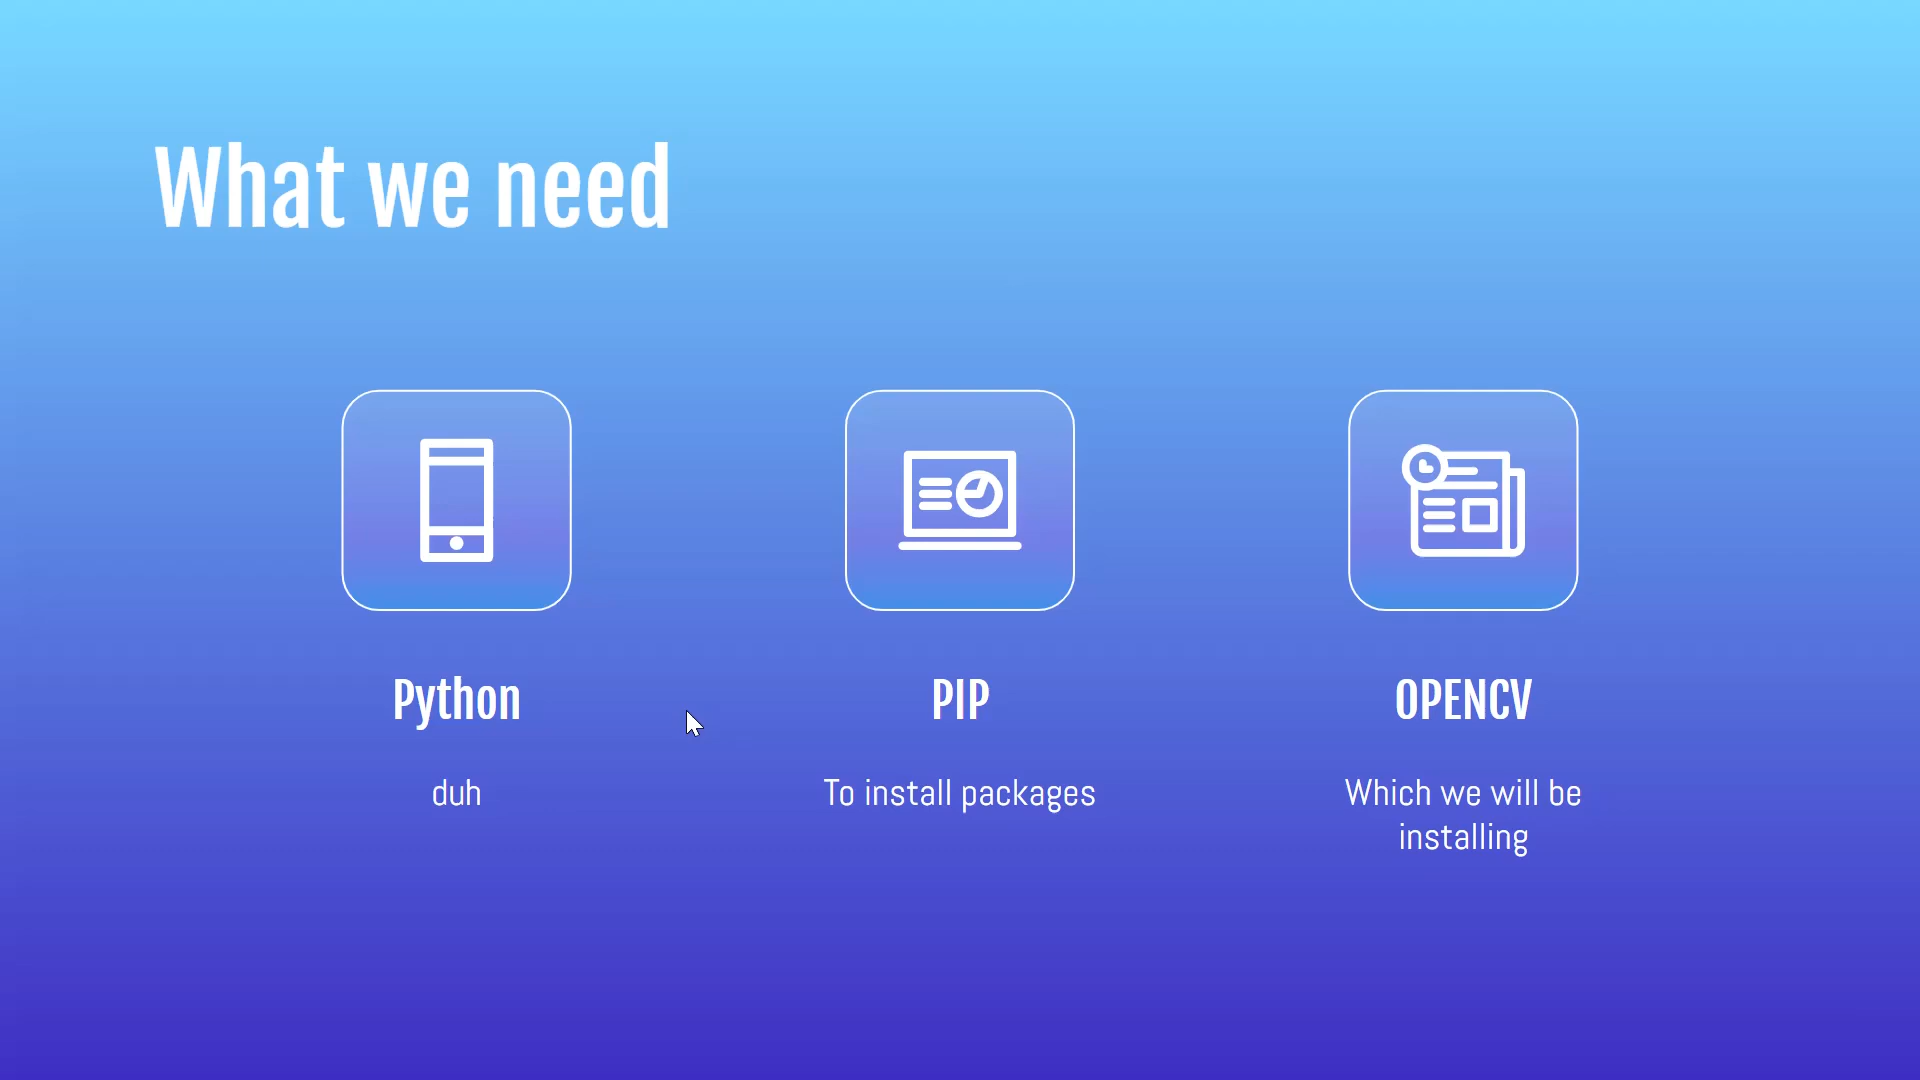 What we need
Python
PIP
OPENCV
duh
To install packages
Which we will be
installing